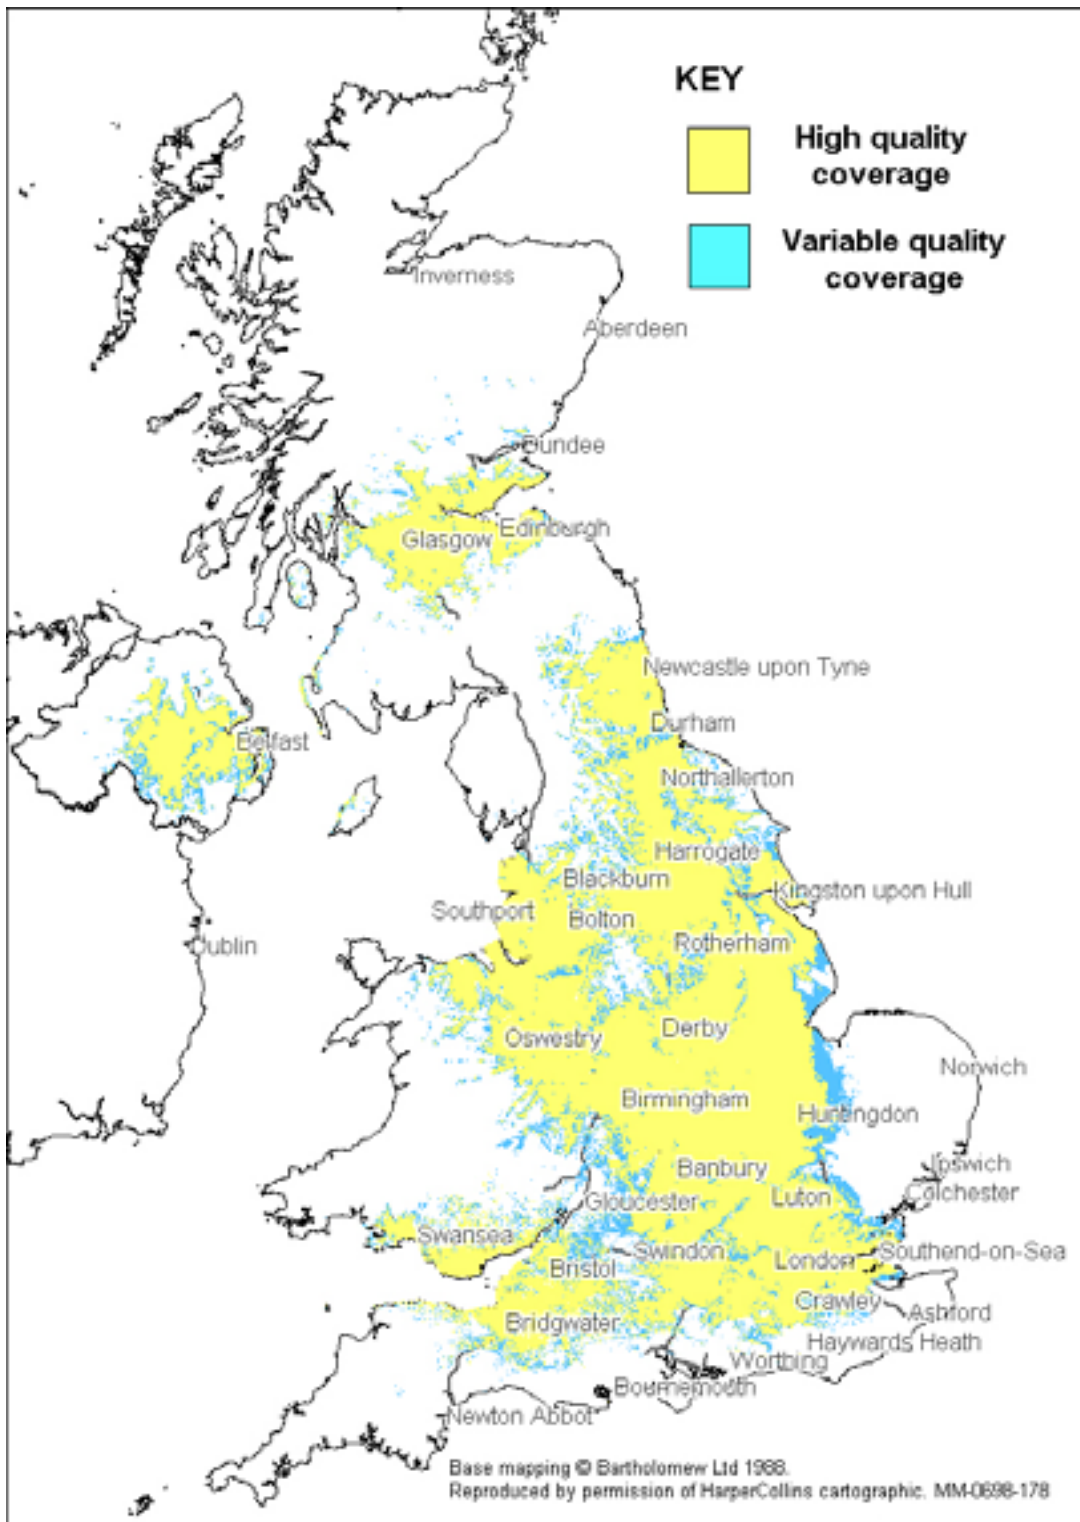 KEY
High quality
coverage
Variable quality
coverage
Inverness
Aberdeen
Dundee
Edinburgh
Glasgow
Newcastle upon Tyne
Durham
Belfast
Northallerton
Harrogate
Blackburn
Kingston upon Hull
Southport
Bolton
Rotherham
Dublin
Derby
Oswestry
Norwich
Birmingham
Huntingdon
Banbury
Ipswich
Luton
Colchester
Gloucester
Swansea
Swindon
Southend-on-Sea
London
Bristol
Crawley
Ashford
Bridgwater
Haywards Heath
Worthing
Bournemouth
Newton Abbot
Base mapping © Bartholomew Ltd 1988.
Reproduced by permission of HarperCollins cartographic. MM-0698-178